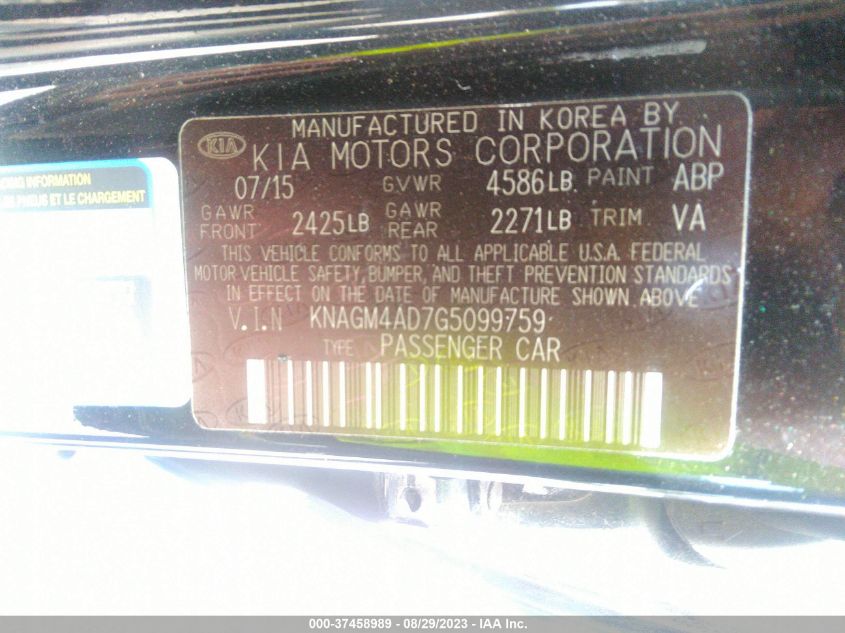 MANUFACTURED IN KOREA BY
KIA KIA MOTORS CORPORATION
07/15 GVWR 4586LB PAINT ABP
GAWR FRONT 2425LB GAWR REAR 2271LB TRIM VA
THIS VEHICLE CONFORMS TO ALL APPLICABLE U.S.A. FEDERAL
MOTOR VEHICLE SAFETY, BUMPER, AND THEFT PREVENTION STANDARDS
IN EFFECT ON THE DATE OF MANUFACTURE SHOWN ABOVE
V.I.N KNAGM4AD7G5099759
TYPE PASSENGER CAR
INFORMATION
PNEUS ET LE CHARGEMENT
000-37458989 - 08/29/2023 - IAA Inc.